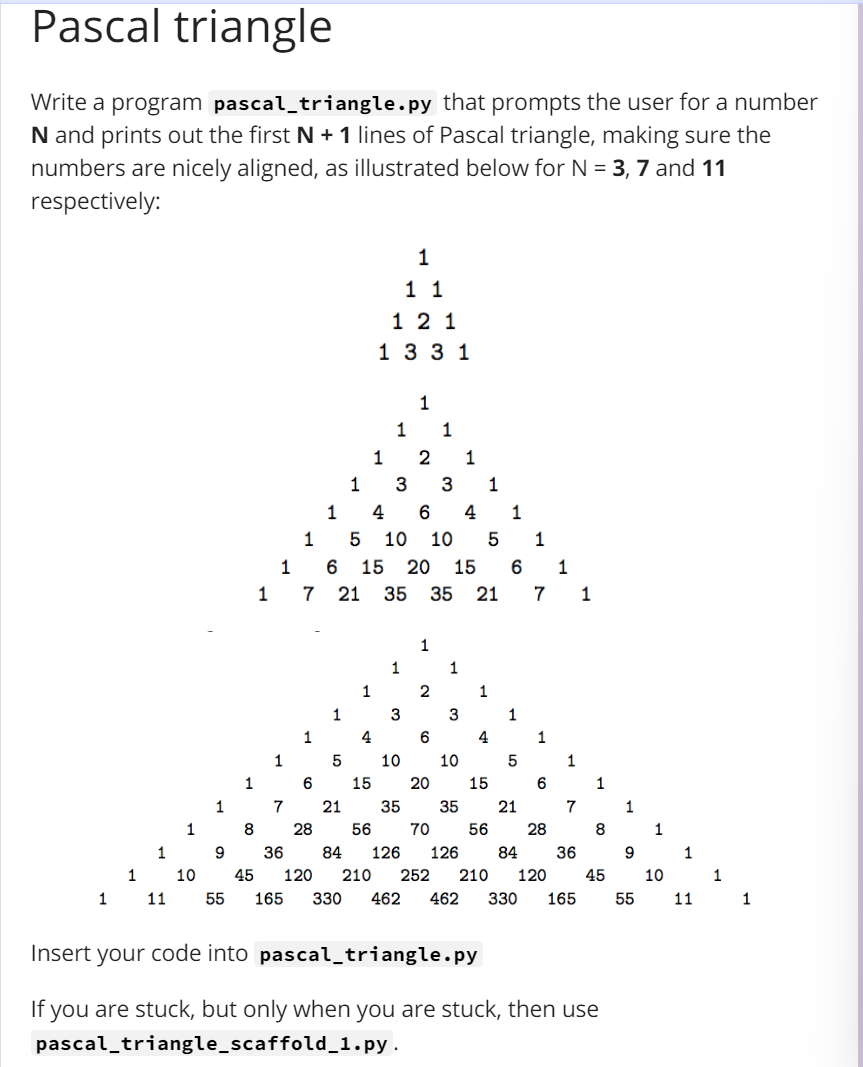 Pascal triangle
Write a program pascal_triangle.py that prompts the user for a number
N and prints out the first N + 1 lines of Pascal triangle, making sure the
numbers are nicely aligned, as illustrated below for N = 3, 7 and 11
respectively:
1
1 1
1 2 1
1 3 3 1
1
1 1
1 2 1
1 3 3 1
1 4 6 4 1
1 5 10 10 5 1
1 6 15 20 15 6 1
1 7 21 35 35 21 7 1
1
1 1
1 2 1
1 3 3 1
1 4 6 4 1
1 5 10 10 5 1
1 6 15 20 15 6 1
1 7 21 35 35 21 7 1
1 8 28 56 70 56 28 8 1
1 9 36 84 126 126 84 36 9 1
1 10 45 120 210 252 210 120 45 10 1
1 11 55 165 330 462 462 330 165 55 11 1
Insert your code into pascal_triangle.py
If you are stuck, but only when you are stuck, then use
pascal_triangle_scaffold_1.py.